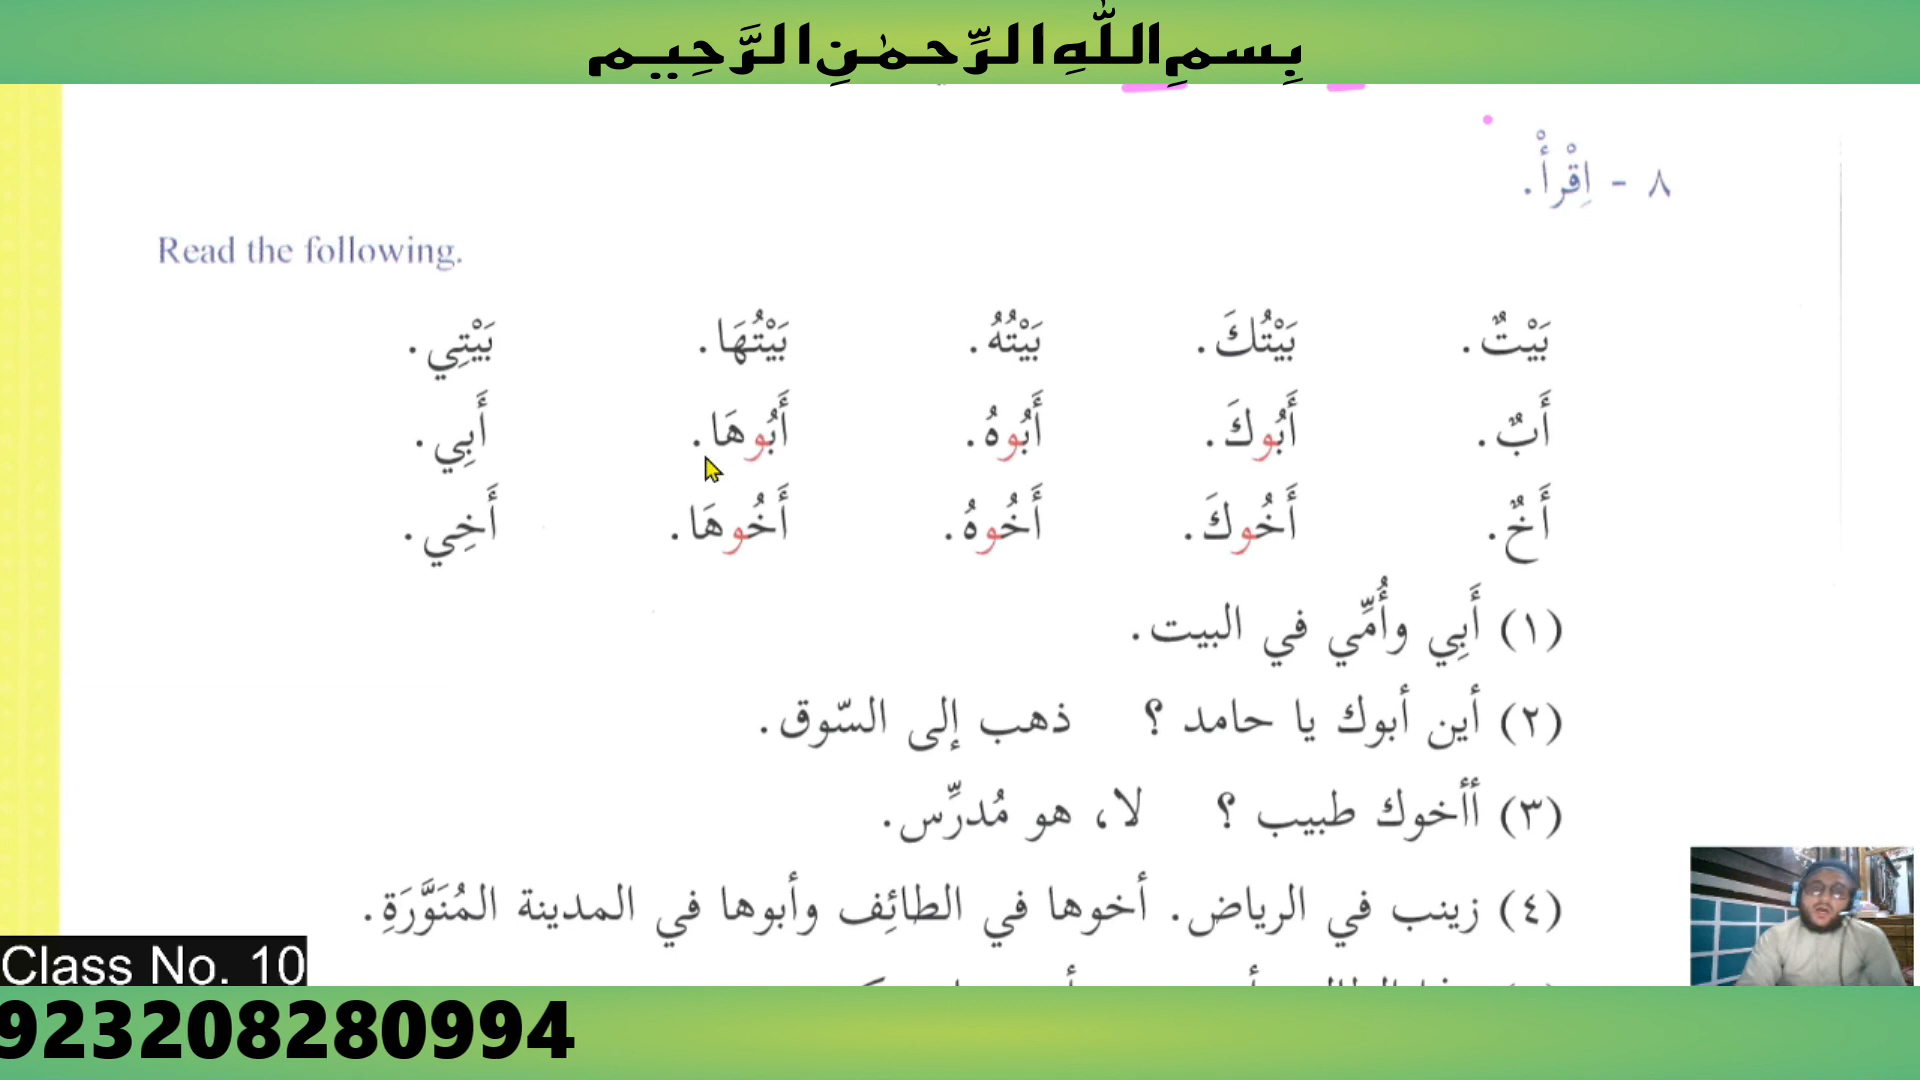 بِسمِ اللّٰهِ الرَّحمٰنِ الرَّحِيم
٨ - اِقْرأْ.
Read the following.
بَيْتٌ. بَيْتُكَ. بَيْتُهُ. بَيْتُهَا. بَيْتِي.
أَبٌ. أَبُوكَ. أَبُوهُ. أَبُوهَا. أَبِي.
أَخٌ. أَخُوكَ. أَخُوهُ. أَخُوهَا. أَخِي.
(١) أَبِي وأُمِّي في البيت.
(٢) أين أبوك يا حامد ؟ ذهب إلى السّوق.
(٣) أأخوك طبيب ؟ لا، هو مُدرِّس.
(٤) زينب في الرياض. أخوها في الطائِف وأبوها في المدينة المُنَوَّرَةِ.
Class No. 10
923208280994